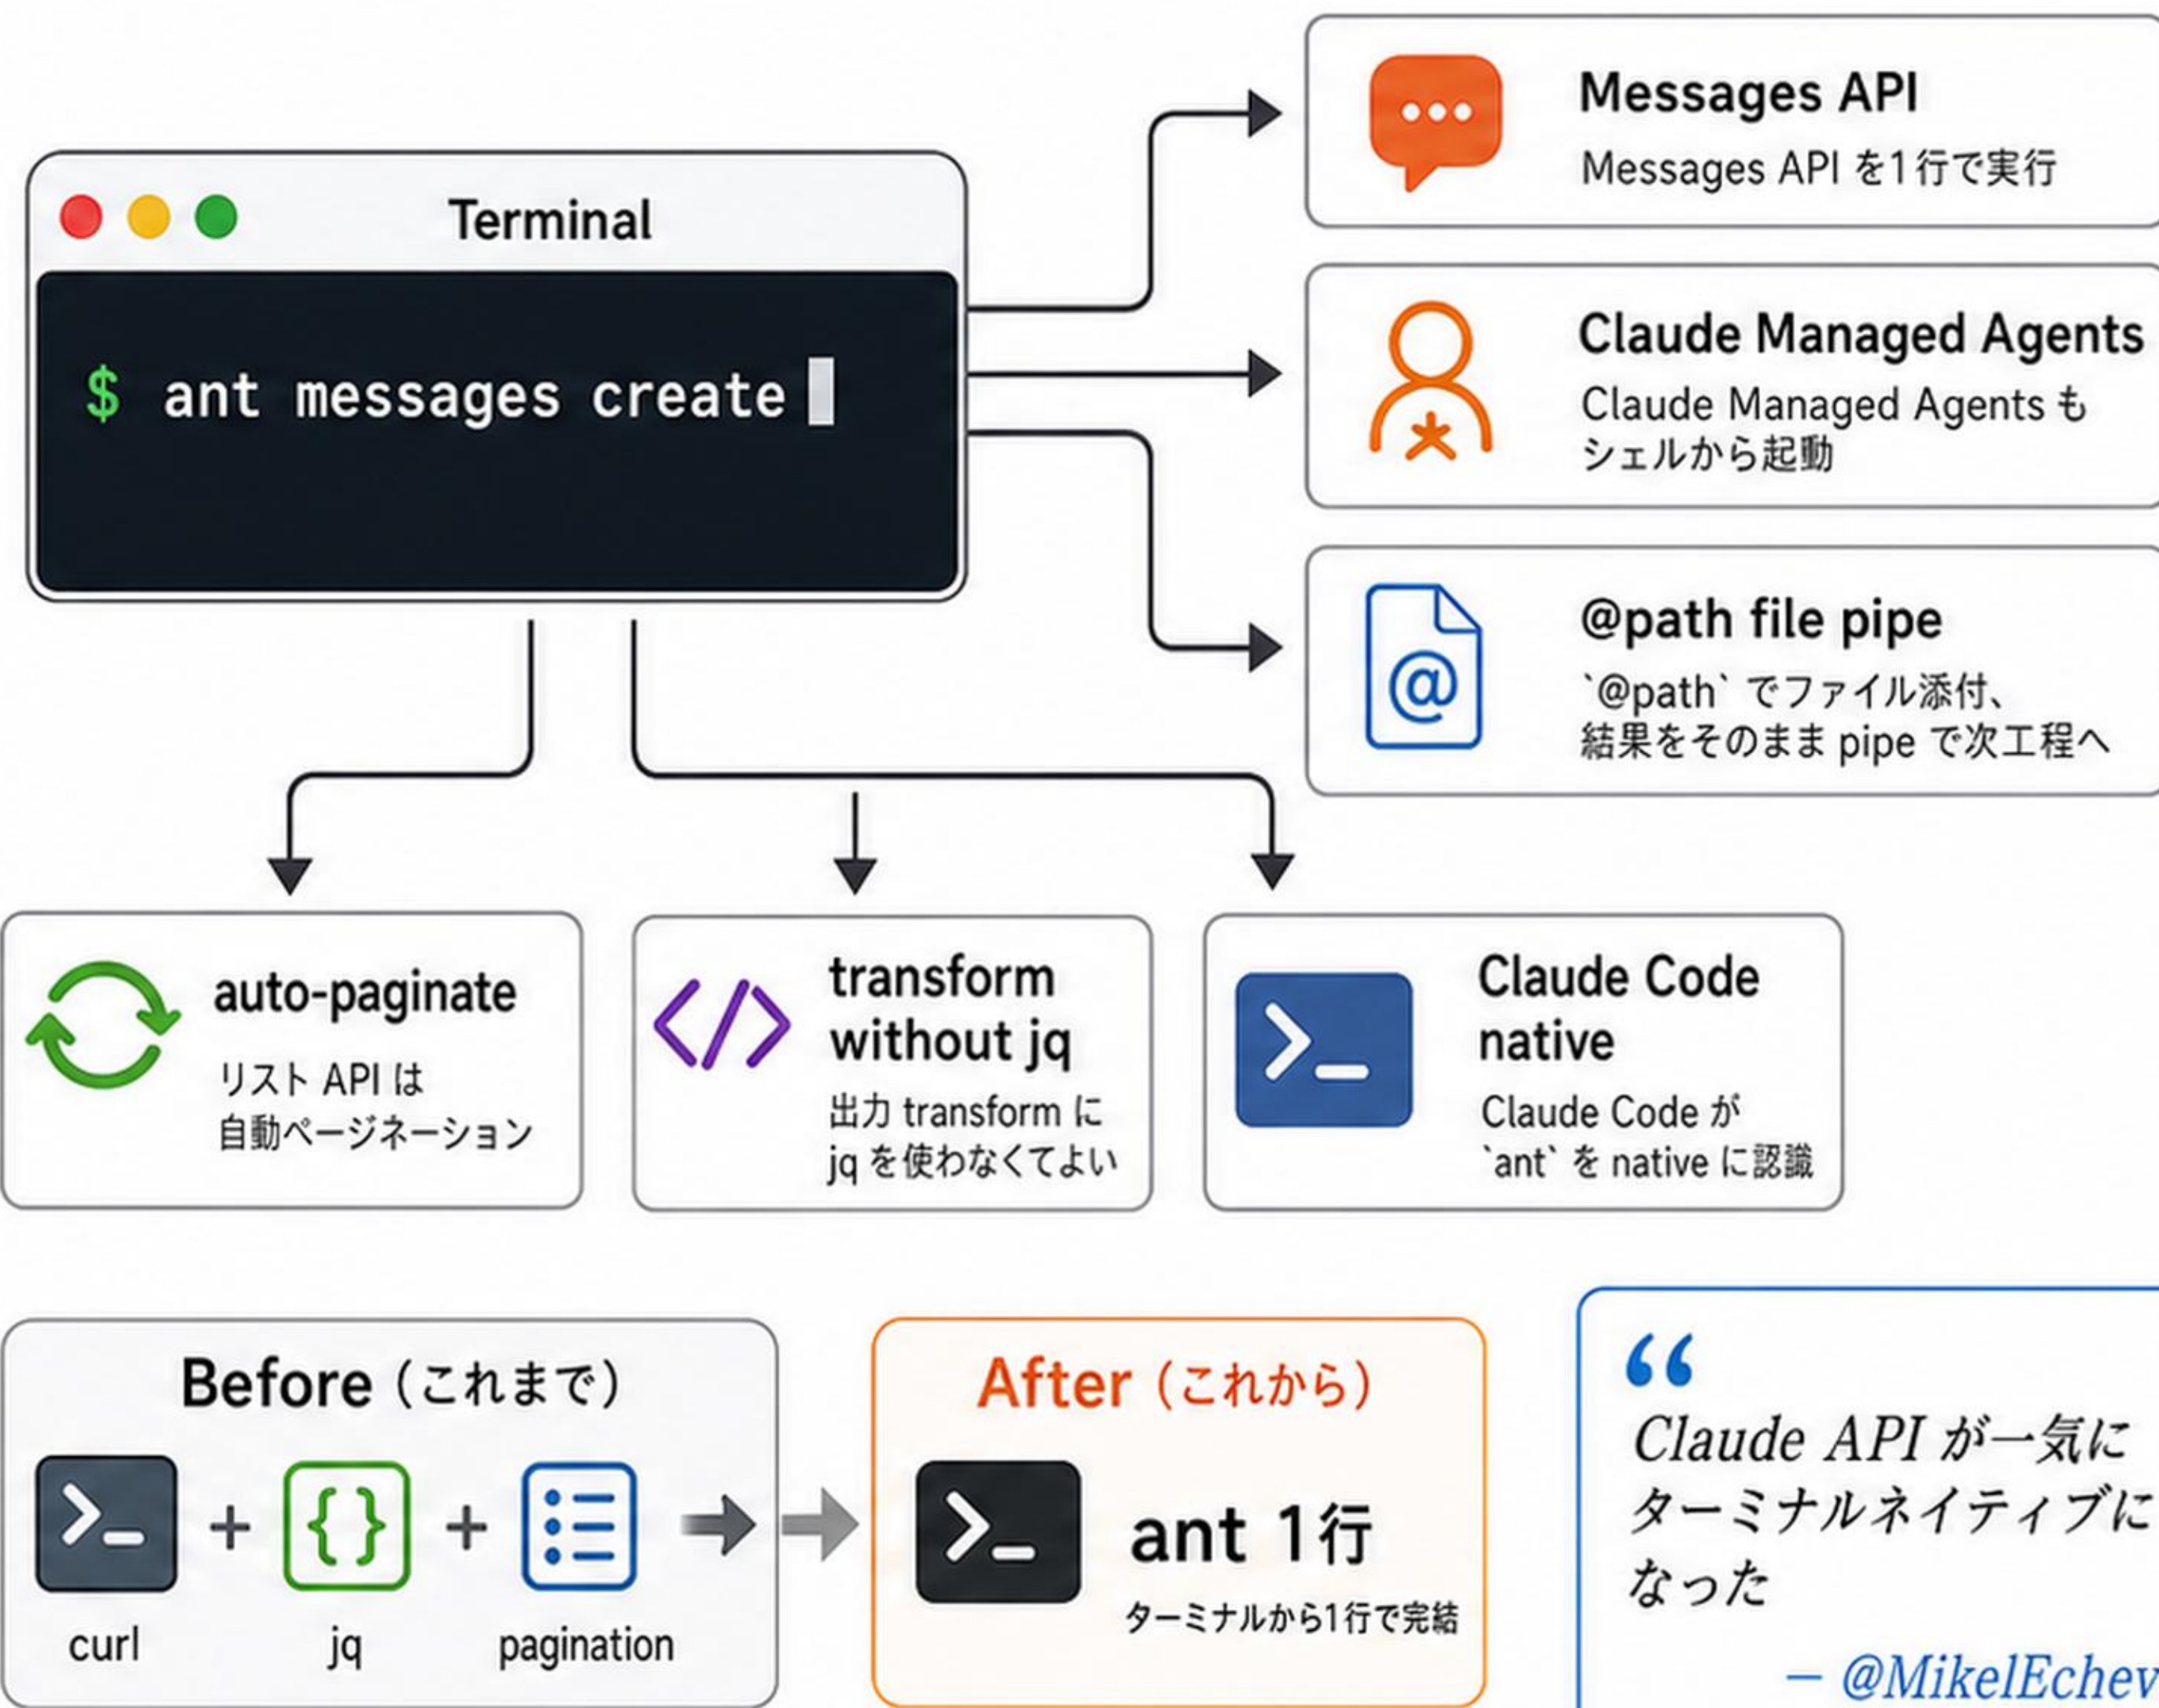 Terminal
$ ant messages create
Messages API
Messages API を1行で実行
Claude Managed Agents
Claude Managed Agents も
シェルから起動
@path file pipe
`@path` でファイル添付、
結果をそのまま pipe で次工程へ
auto-paginate
リスト API は
自動ページネーション
transform
without jq
出力 transform に
jq を使わなくてよい
Claude Code
native
Claude Code が
`ant` を native に認識
Before（これまで）
+
+
curl
jq
pagination
After（これから）
ant 1行
ターミナルから1行で完結
“
Claude API が一気に
ターミナルネイティブに
なった
— @MikelEchev